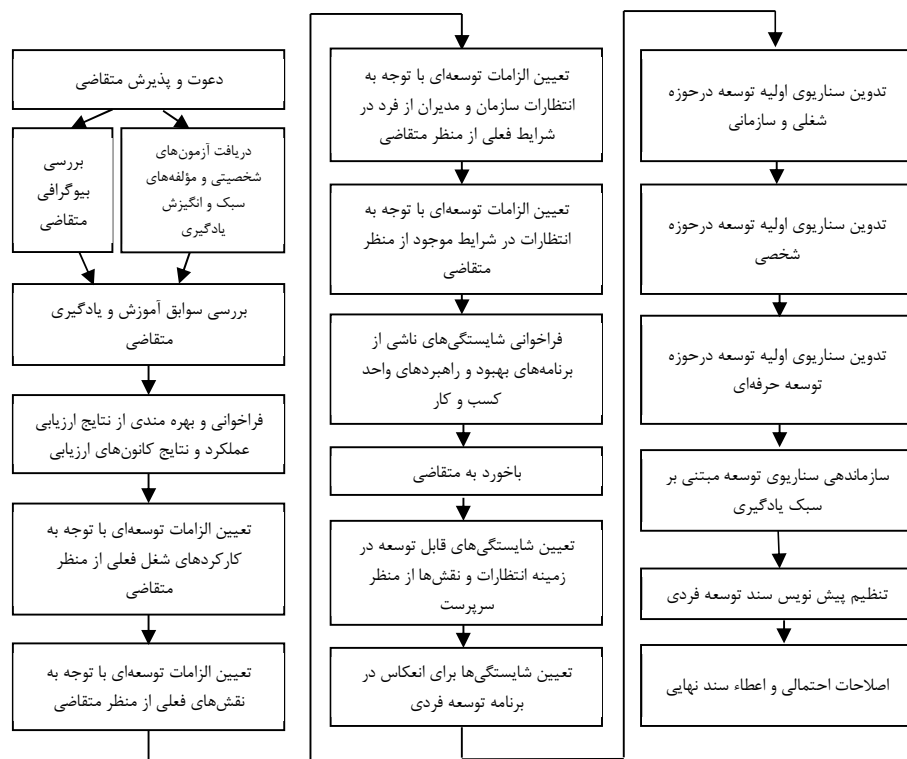 دعوت و پذیرش متقاضی
دریافت آزمون‌های
شخصیتی و مؤلفه‌های
سبک و انگیزش
یادگیری
بررسی
بیوگرافی
متقاضی
بررسی سوابق آموزش و یادگیری
متقاضی
فراخوانی و بهره مندی از نتایج ارزیابی
عملکرد و نتایج کانون‌های ارزیابی
تعیین الزامات توسعه‌ای با توجه به
کارکردهای شغل فعلی از منظر
متقاضی
تعیین الزامات توسعه‌ای با توجه به
نقش‌های فعلی از منظر متقاضی
تعیین الزامات توسعه‌ای با توجه به
انتظارات سازمان و مدیران از فرد در
شرایط فعلی از منظر متقاضی
تعیین الزامات توسعه‌ای با توجه به
انتظارات در شرایط موجود از منظر
متقاضی
فراخوانی شایستگی‌های ناشی از
برنامه‌های بهبود و راهبردهای واحد
کسب و کار
باخورد به متقاضی
تعیین شایستگی‌های قابل توسعه در
زمینه انتظارات و نقش‌ها از منظر
سرپرست
تعیین شایستگی‌ها برای انعکاس در
برنامه توسعه فردی
تدوین سناریوی اولیه توسعه درحوزه
شغلی و سازمانی
تدوین سناریوی اولیه توسعه درحوزه
شخصی
تدوین سناریوی اولیه توسعه درحوزه
توسعه حرفه‌ای
سازماندهی سناریوی توسعه مبتنی بر
سبک یادگیری
تنظیم پیش نویس سند توسعه فردی
اصلاحات احتمالی و اعطاء سند نهایی